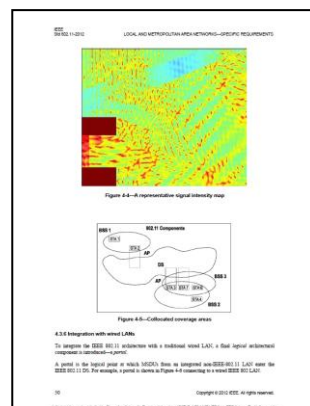 IEEE
Std 802.11-2012 LOCAL AND METROPOLITAN AREA NETWORKS—SPECIFIC REQUIREMENTS
Figure 4-4—A representative signal intensity map
802.11 Components
BSS 1
STA 1
STA 2
AP
DS
BSS 3
AP
STA 3
BSS 2
Figure 4-5—Collocated coverage areas
4.3.6 Integration with wired LANs
To integrate the IEEE 802.11 architecture with a traditional wired LAN, a final logical architectural
component is introduced—a portal.
A portal is the logical point at which MSDUs from an integrated non-IEEE-802.11 LAN enter the
IEEE 802.11 DS. For example, a portal is shown in Figure 4-6 connecting to a wired IEEE 802 LAN.
Copyright © 2012 IEEE. All rights reserved.